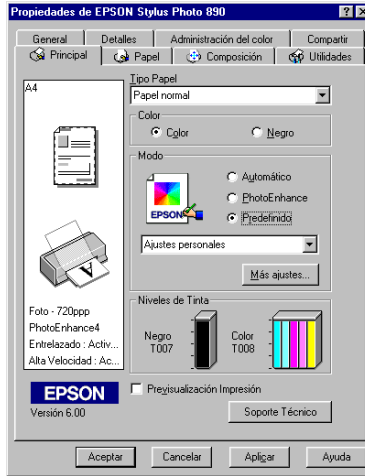 Propiedades de EPSON Stylus Photo 890
General Detalles Administración del color Compartir
Principal Papel Composición Utilidades
A4
Tipo Papel
Papel normal
Color
Color Negro
Modo
Automático
PhotoEnhance
Predefinido
EPSON
Ajustes personales
Más ajustes...
Foto - 720ppp
PhotoEnhance4
Entrelazado : Activ...
Alta Velocidad : Ac...
Niveles de Tinta
Negro
T007
Color
T008
EPSON
Versión 6.00
Previsualización Impresión
Soporte Técnico
Aceptar Cancelar Aplicar Ayuda